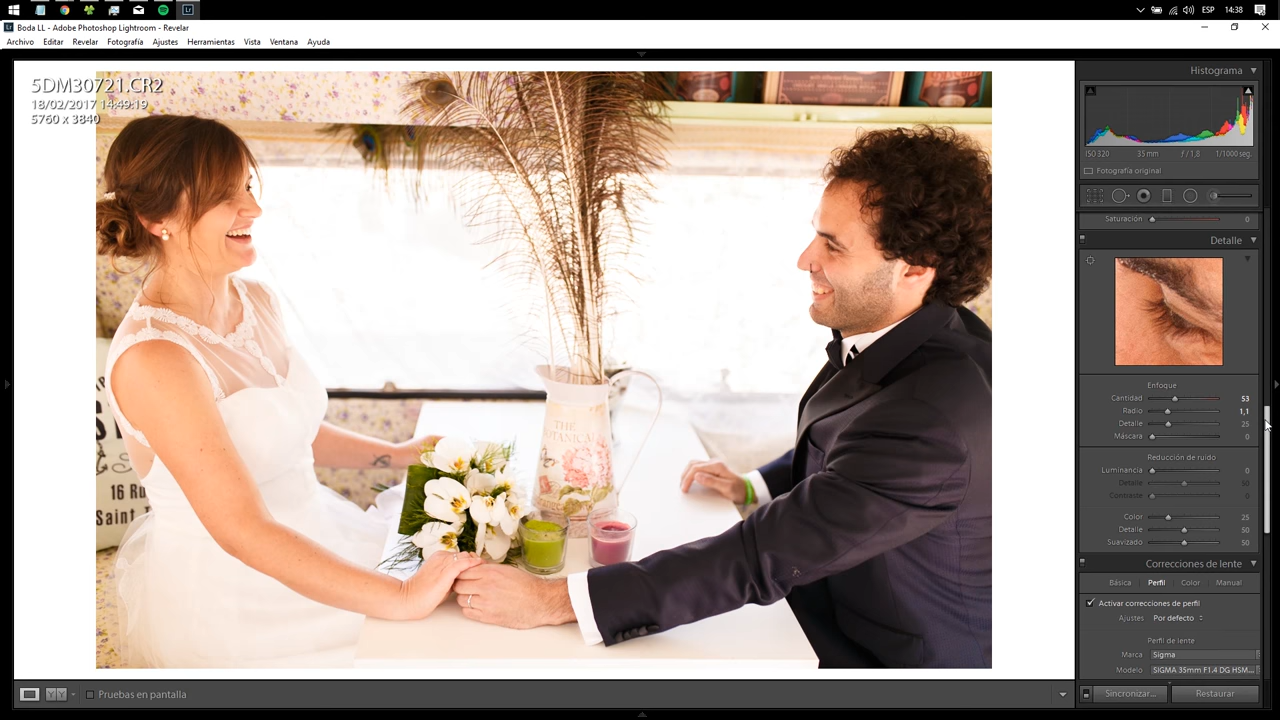 ESP 14:38
Boda LL - Adobe Photoshop Lightroom - Revelar
Archivo Editar Revelar Fotografía Ajustes Herramientas Vista Ventana Ayuda
5DM30721.CR2
18/02/2017 14:49:19
5760 x 3840
Histograma
ISO 320 35 mm ƒ / 1,8 1/1000 seg.
Fotografía original
Saturación 0
Detalle
Enfoque
Cantidad 53
Radio 1,1
Detalle 25
Máscara 0
Reducción de ruido
Luminancia 0
Detalle 50
Contraste 0
Color 25
Detalle 50
Suavizado 50
Correcciones de lente
Básica Perfil Color Manual
Activar correcciones de perfil
Ajustes Por defecto
Perfil de lente
Marca Sigma
Modelo SIGMA 35mm F1.4 DG HSM...
Pruebas en pantalla
Sincronizar... Restaurar
THE
BOTANICAL
16 Ru
Saint